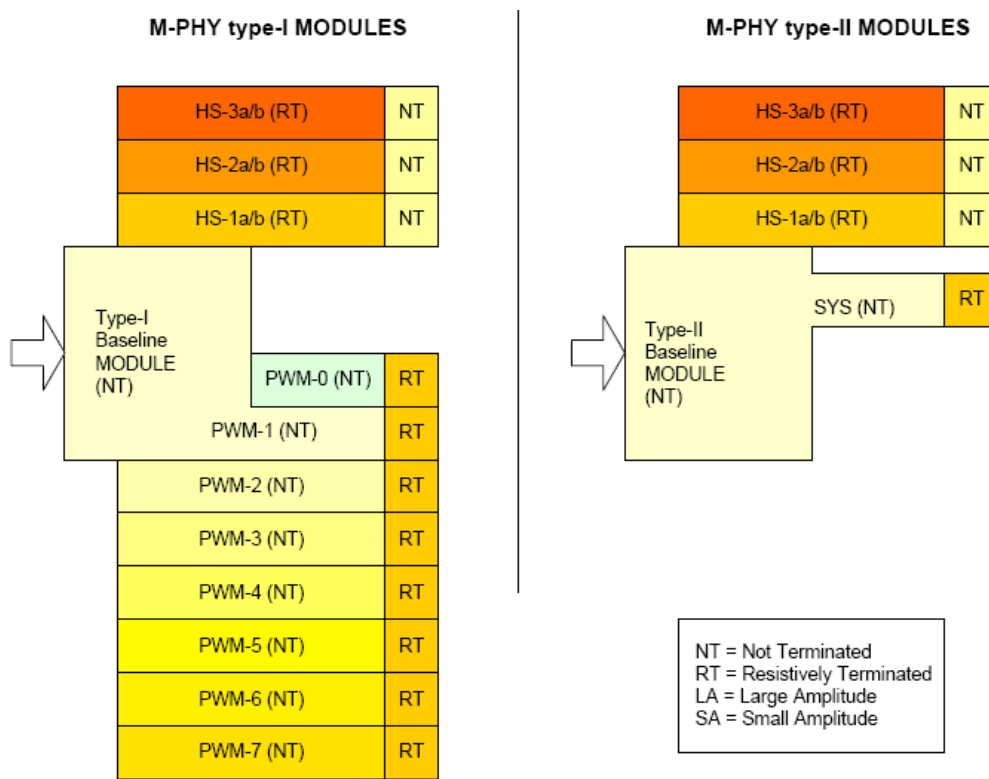 M-PHY type-I MODULES
HS-3a/b (RT) NT
HS-2a/b (RT) NT
HS-1a/b (RT) NT
Type-I
Baseline
MODULE
(NT)
PWM-0 (NT) RT
PWM-1 (NT) RT
PWM-2 (NT) RT
PWM-3 (NT) RT
PWM-4 (NT) RT
PWM-5 (NT) RT
PWM-6 (NT) RT
PWM-7 (NT) RT
M-PHY type-II MODULES
HS-3a/b (RT) NT
HS-2a/b (RT) NT
HS-1a/b (RT) NT
SYS (NT) RT
Type-II
Baseline
MODULE
(NT)
NT = Not Terminated
RT = Resistively Terminated
LA = Large Amplitude
SA = Small Amplitude